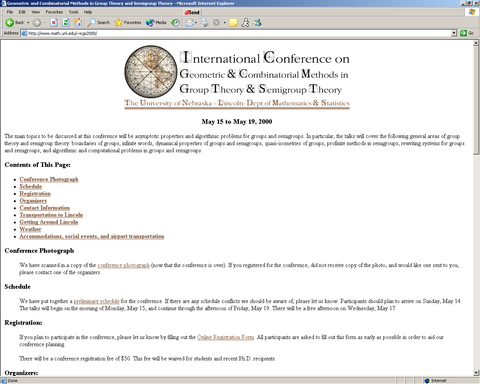 Geometric and Combinatorial Methods in Group Theory and Semigroup Theory - Microsoft Internet Explorer
File Edit View Favorites Tools Help
Back Search Favorites Media
Address http://www.math.unl.edu/~icgs2000/ Go
International Conference on
Geometric & Combinatorial Methods in
Group Theory & Semigroup Theory
The University of Nebraska - Lincoln: Dept of Mathematics & Statistics
May 15 to May 19, 2000
The main topics to be discussed at this conference will be asymptotic properties and algorithmic problems for groups and semigroups. In particular, the talks will cover the following general areas of group
theory and semigroup theory: boundaries of groups, infinite words, dynamical properties of groups and semigroups, quasi-isometries of groups, profinite methods in semigroups, rewriting systems for groups
and semigroups, and algorithmic and computational problems in groups and semigroups.
Contents of This Page:
Conference Photograph
Schedule
Registration
Organizers
Contact Information
Transportation to Lincoln
Getting Around Lincoln
Weather
Accommodations, social events, and airport transportation
Conference Photograph
We have scanned in a copy of the conference photograph (now that the conference is over). If you registered for the conference, did not receive copy of the photo, and would like one sent to you,
please contact one of the organizers.
Schedule
We have put together a preliminary schedule for the conference. If there are any schedule conflicts we should be aware of, please let us know. Participants should plan to arrive on Sunday, May 14.
The talks will begin on the morning of Monday, May 15, and continue through the afternoon of Friday, May 19. There will be a free afternoon on Wednesday, May 17.
Registration:
If you plan to participate in the conference, please let us know by filling out the Online Registration Form. All participants are asked to fill out this form as early as possible in order to aid our
conference planning.
There will be a conference registration fee of $50. This fee will be waived for students and recent Ph.D. recipients.
Organizers:
Done Internet